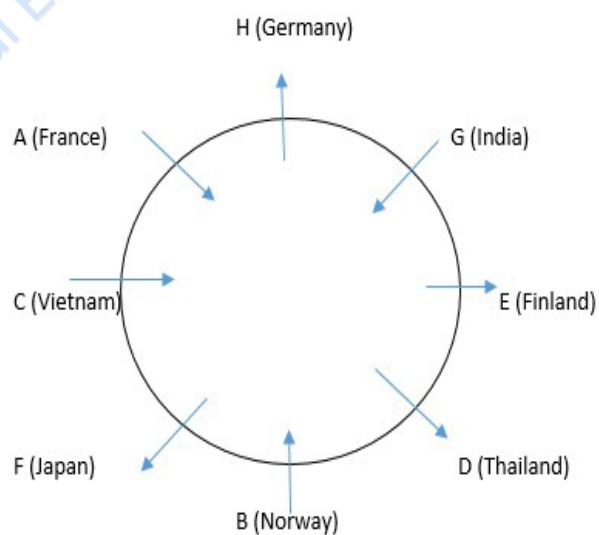 H (Germany)
A (France)
G (India)
C (Vietnam)
E (Finland)
F (Japan)
D (Thailand)
B (Norway)